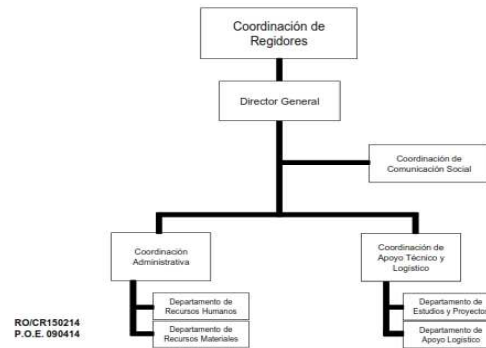 Coordinación de
Regidores
Director General
Coordinación de
Comunicación Social
Coordinación
Administrativa
Departamento de
Recursos Humanos
Departamento de
Recursos Materiales
Coordinación de
Apoyo Técnico y
Logístico
Departamento de
Estudios y Proyectos
Departamento de
Apoyo Logístico
RO/CR150214
P.O.E. 090414